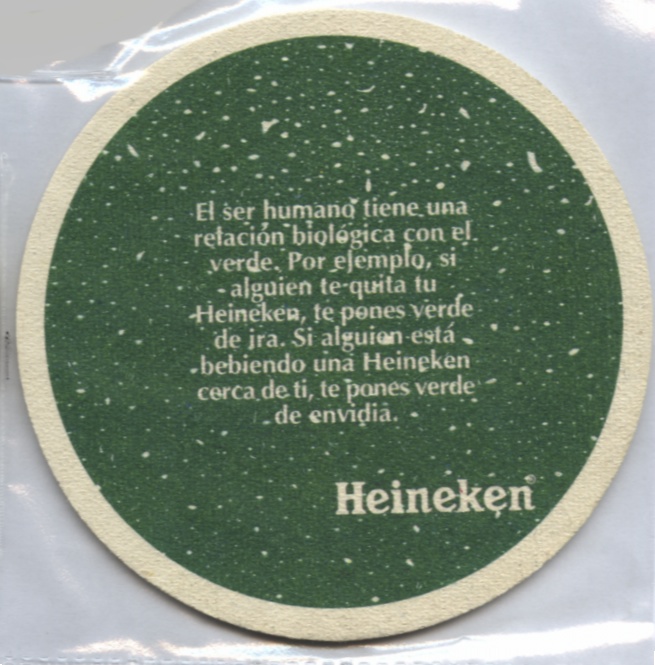 El ser humano tiene una
relación biológica con el
verde. Por ejemplo, si
alguien te quita tu
Heineken, te pones verde
de ira. Si alguien está
bebiendo una Heineken
cerca de ti, te pones verde
de envidia.
Heineken®